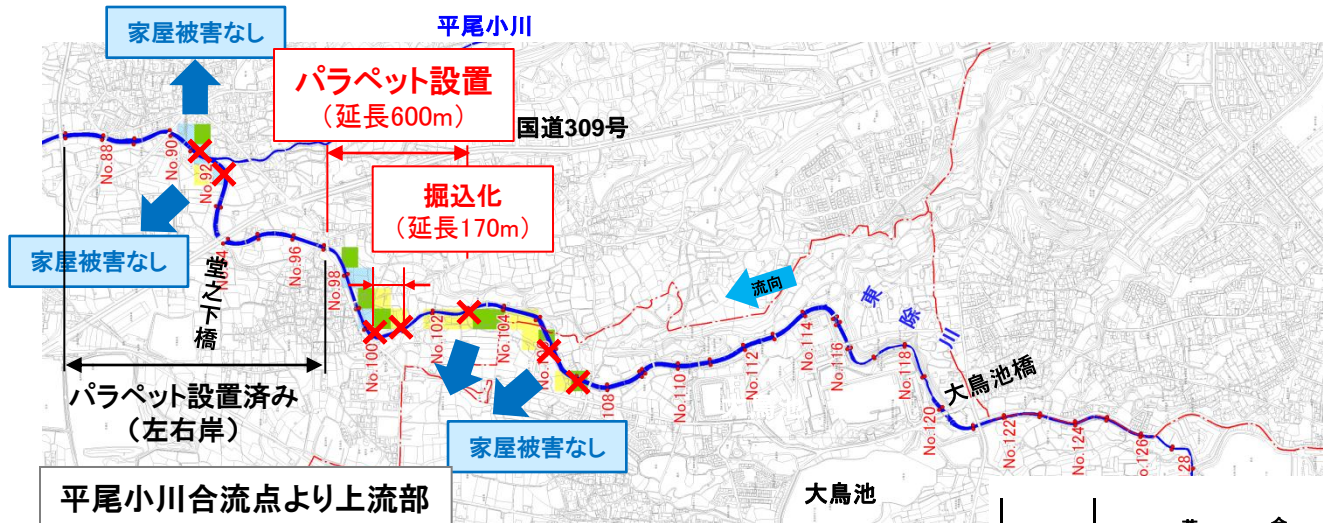 平尾小川
家屋被害なし
パラペット設置
（延長600m）
国道309号
掘込化
（延長170m）
No.88
No.90
No.92
家屋被害なし
堂之下橋
No.96
No.98
No.100
No.102
No.104
108
No.110
No.112
No.114
No.116
No.118
No.120
No.122
No.124
No.126
28
流向
東除川
大鳥池橋
パラペット設置済み
（左右岸）
家屋被害なし
大鳥池
平尾小川合流点より上流部